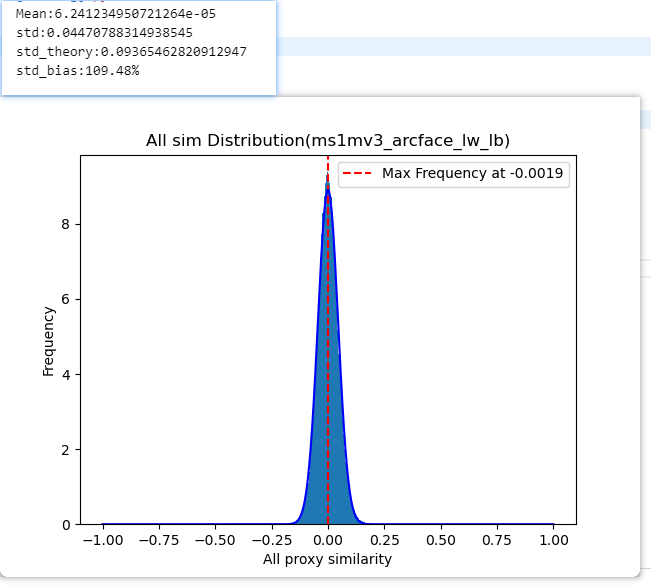 Mean:6.241234950721264e-05
std:0.04470788314938545
std_theory:0.09365462820912947
std_bias:109.48%
All sim Distribution(ms1mv3_arcface_lw_lb)
Max Frequency at -0.0019
8
6
4
2
0
Frequency
−1.00 −0.75 −0.50 −0.25 0.00 0.25 0.50 0.75 1.00
All proxy similarity